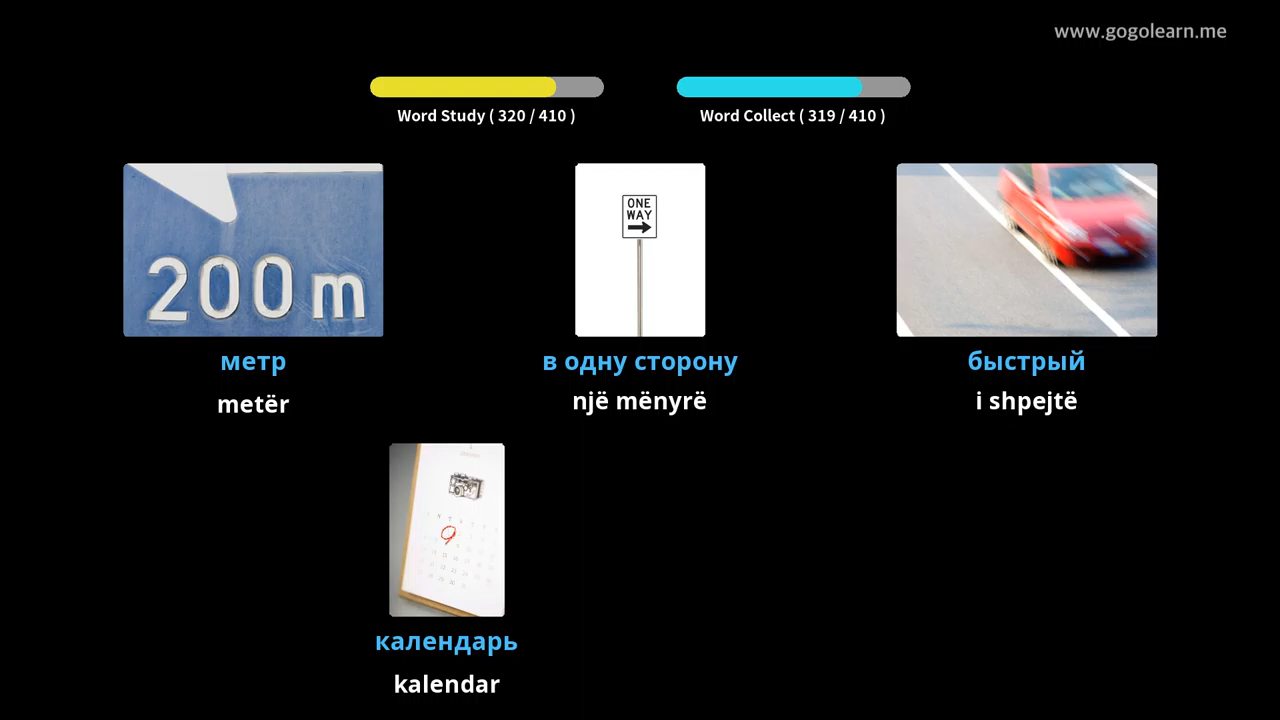 www.gogolearn.me
Word Study ( 320 / 410 )
Word Collect ( 319 / 410 )
200m
ONE
WAY
метр
в одну сторону
быстрый
metër
një mënyrë
i shpejtë
календарь
kalendar